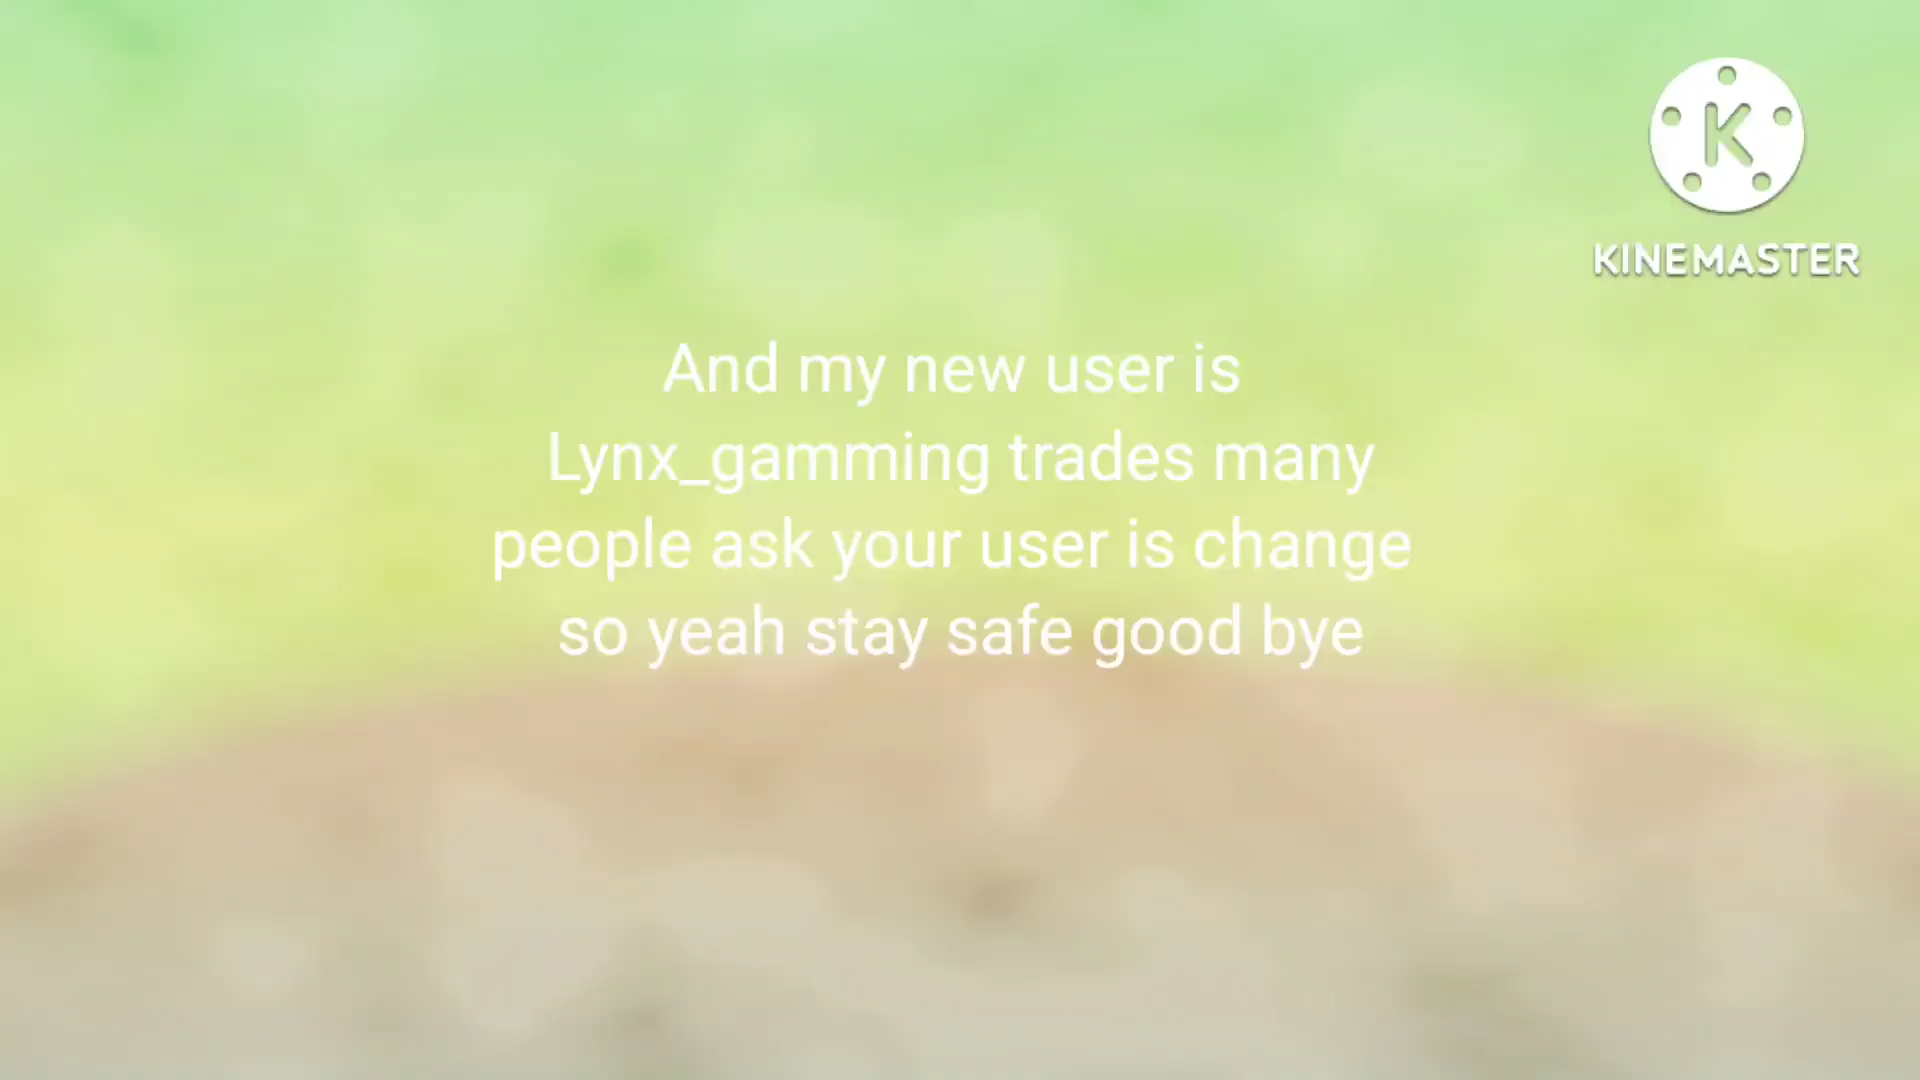 K
KINEMASTER
And my new user is
Lynx_gamming trades many
people ask your user is change
so yeah stay safe good bye